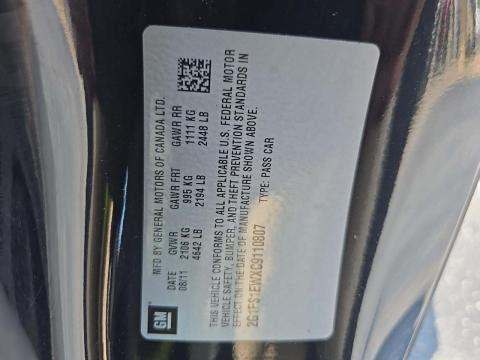 MFD BY GENERAL MOTORS OF CANADA LTD.
DATE GVWR GAWR FRT GAWR RR
08/11 2106 KG 995 KG 1111 KG
4642 LB 2194 LB 2448 LB
THIS VEHICLE CONFORMS TO ALL APPLICABLE U.S. FEDERAL MOTOR
VEHICLE SAFETY, BUMPER, AND THEFT PREVENTION STANDARDS IN
EFFECT ON THE DATE OF MANUFACTURE SHOWN ABOVE.
2G1FS1EWXC9110807 TYPE: PASS CAR
GM